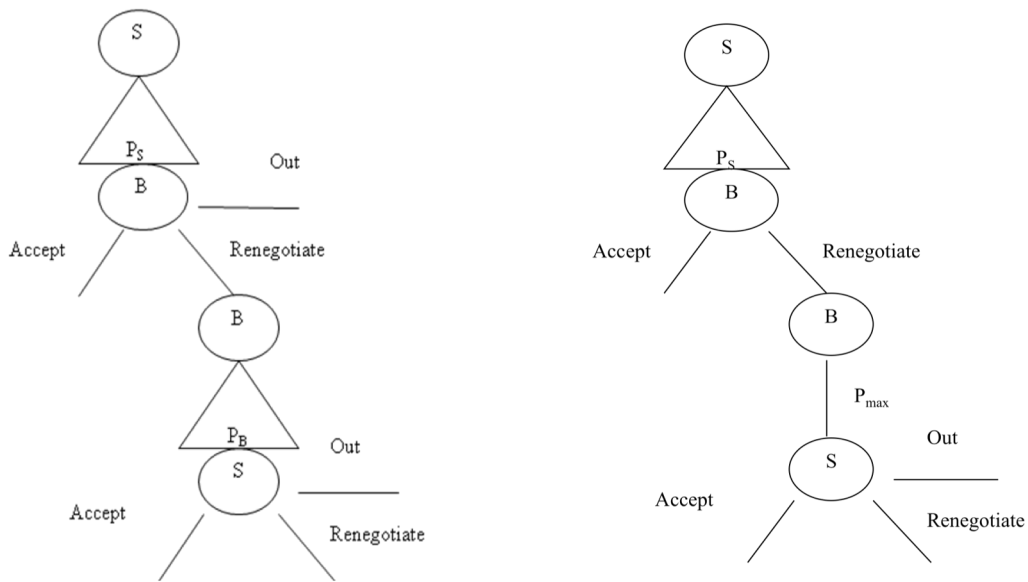 S
P_S
B
Out
Accept
Renegotiate
B
P_B
S
Out
Accept
Renegotiate
S
P_S
B
Accept
Renegotiate
B
P_max
S
Out
Accept
Renegotiate